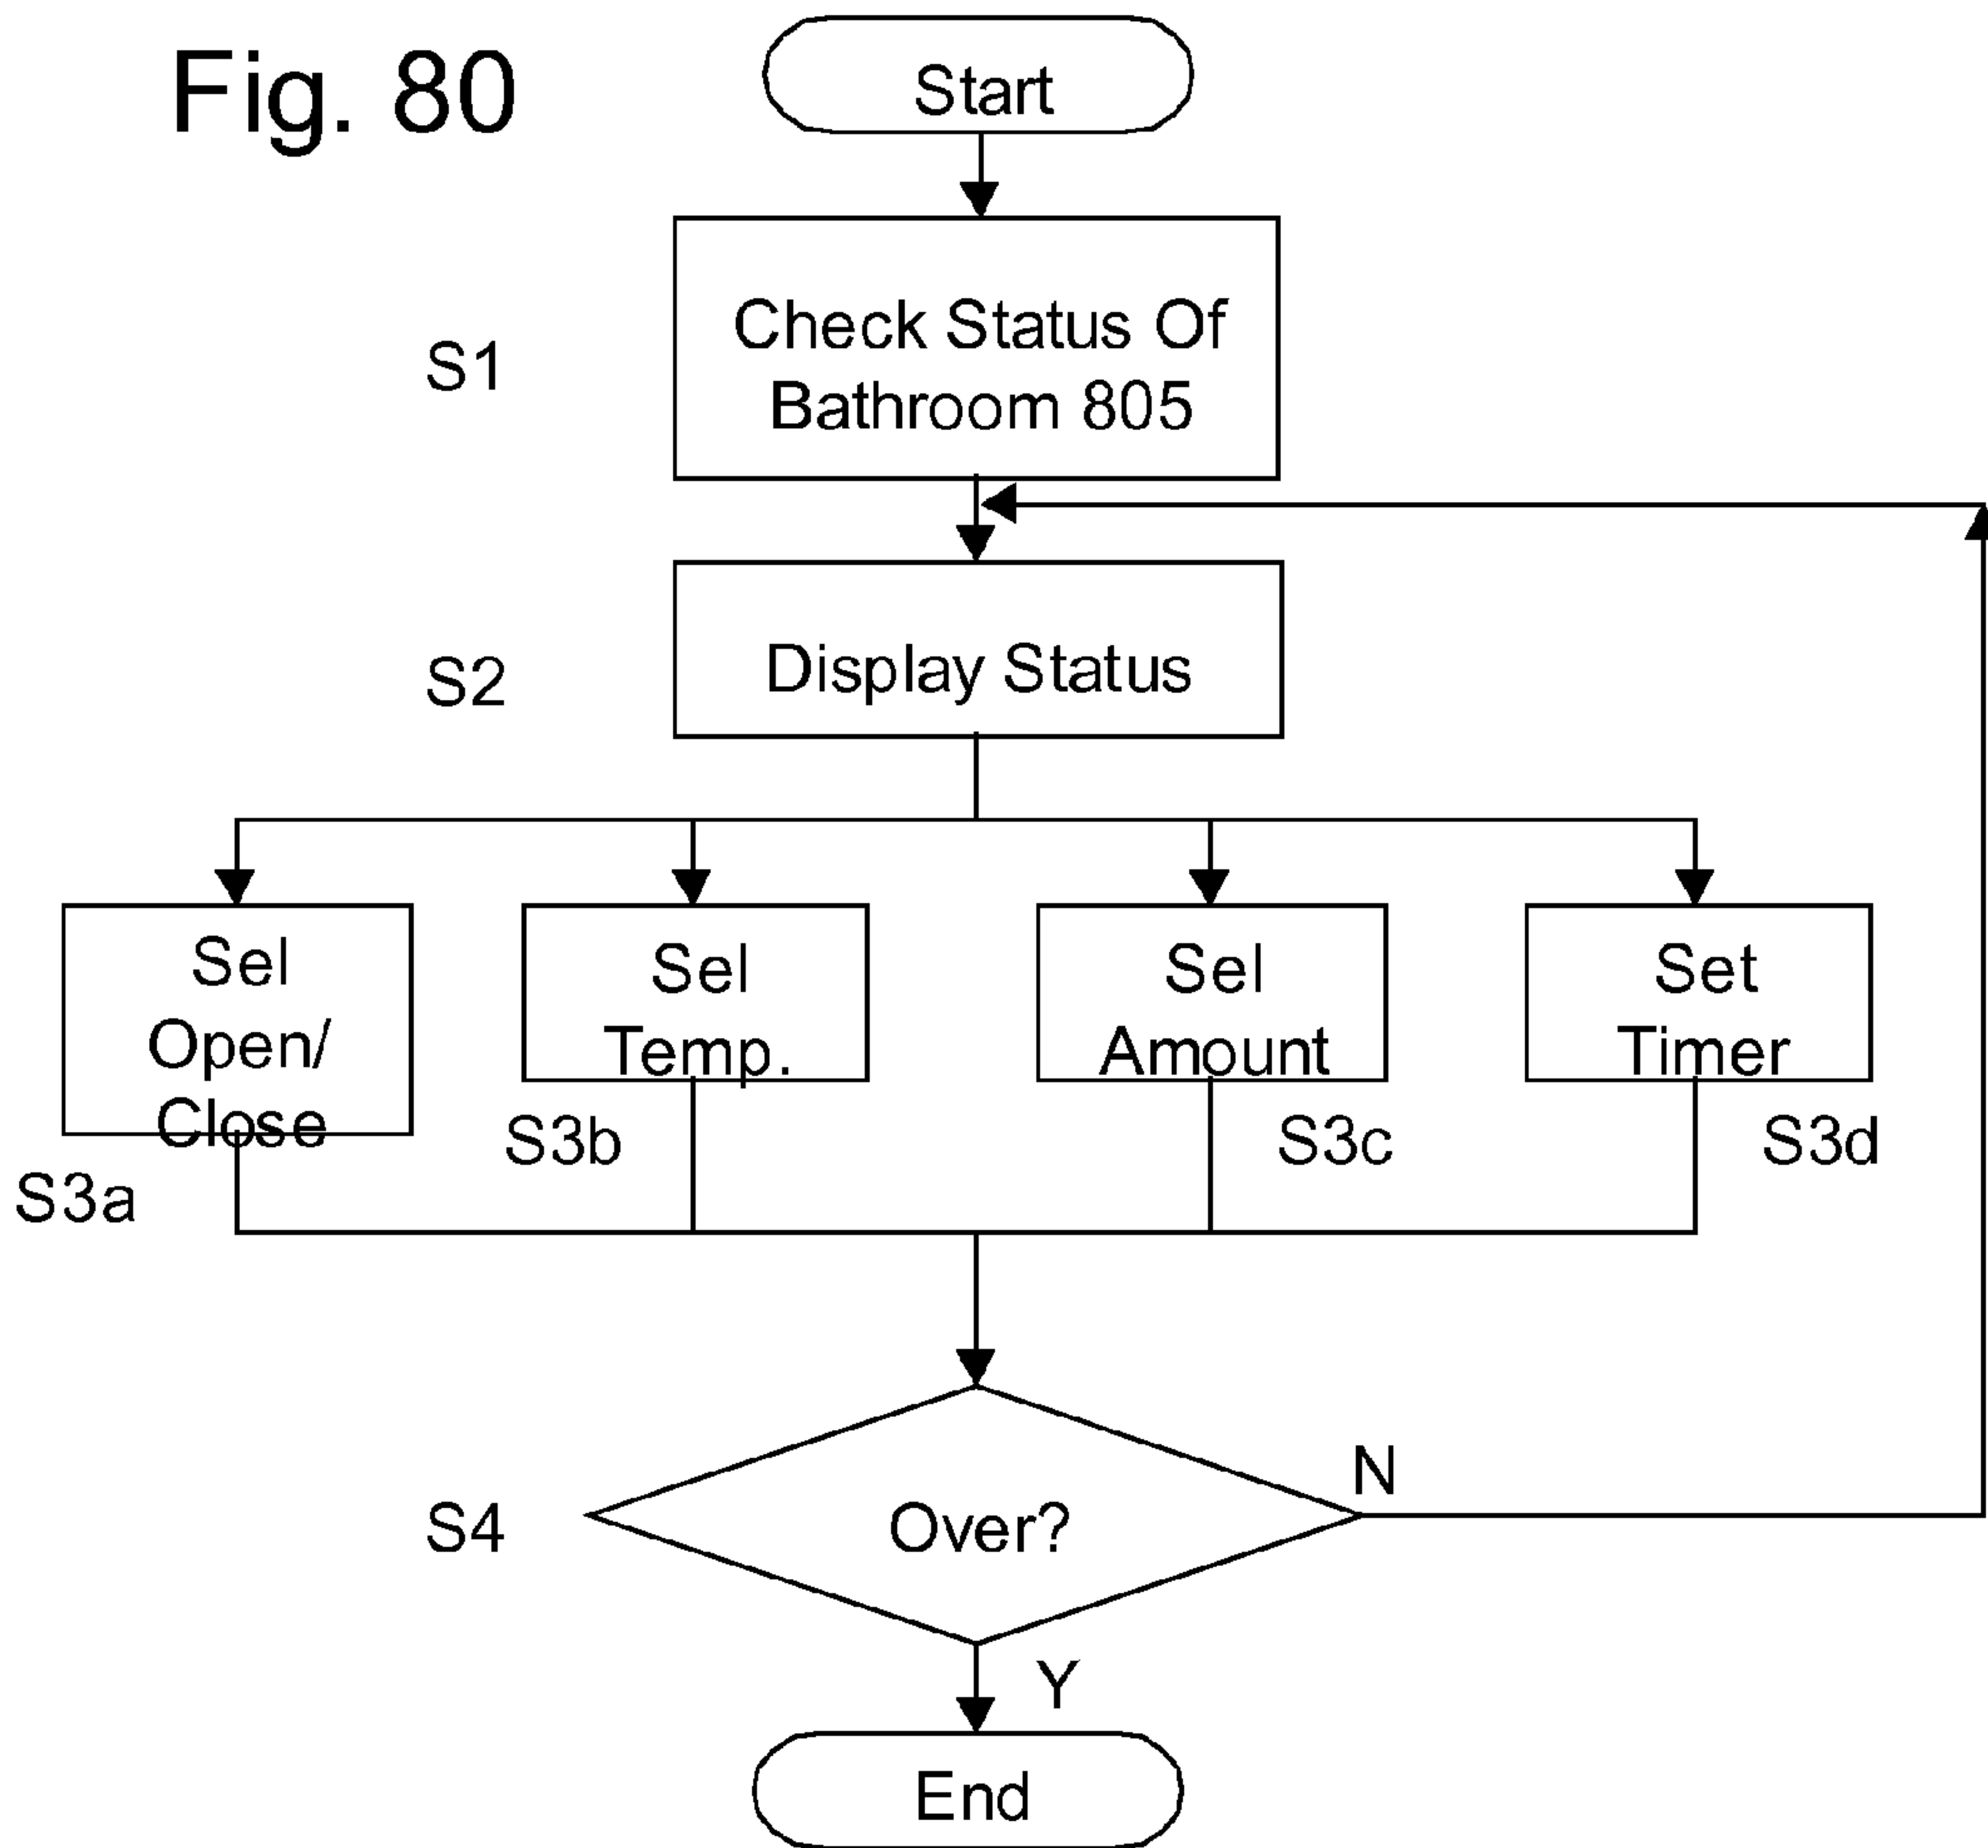 Fig. 80
Start
S1
Check Status Of
Bathroom 805
S2
Display Status
Sel
Open/
Close
S3a
Sel
Temp.
S3b
Sel
Amount
S3c
Set
Timer
S3d
S4
Over?
N
Y
End